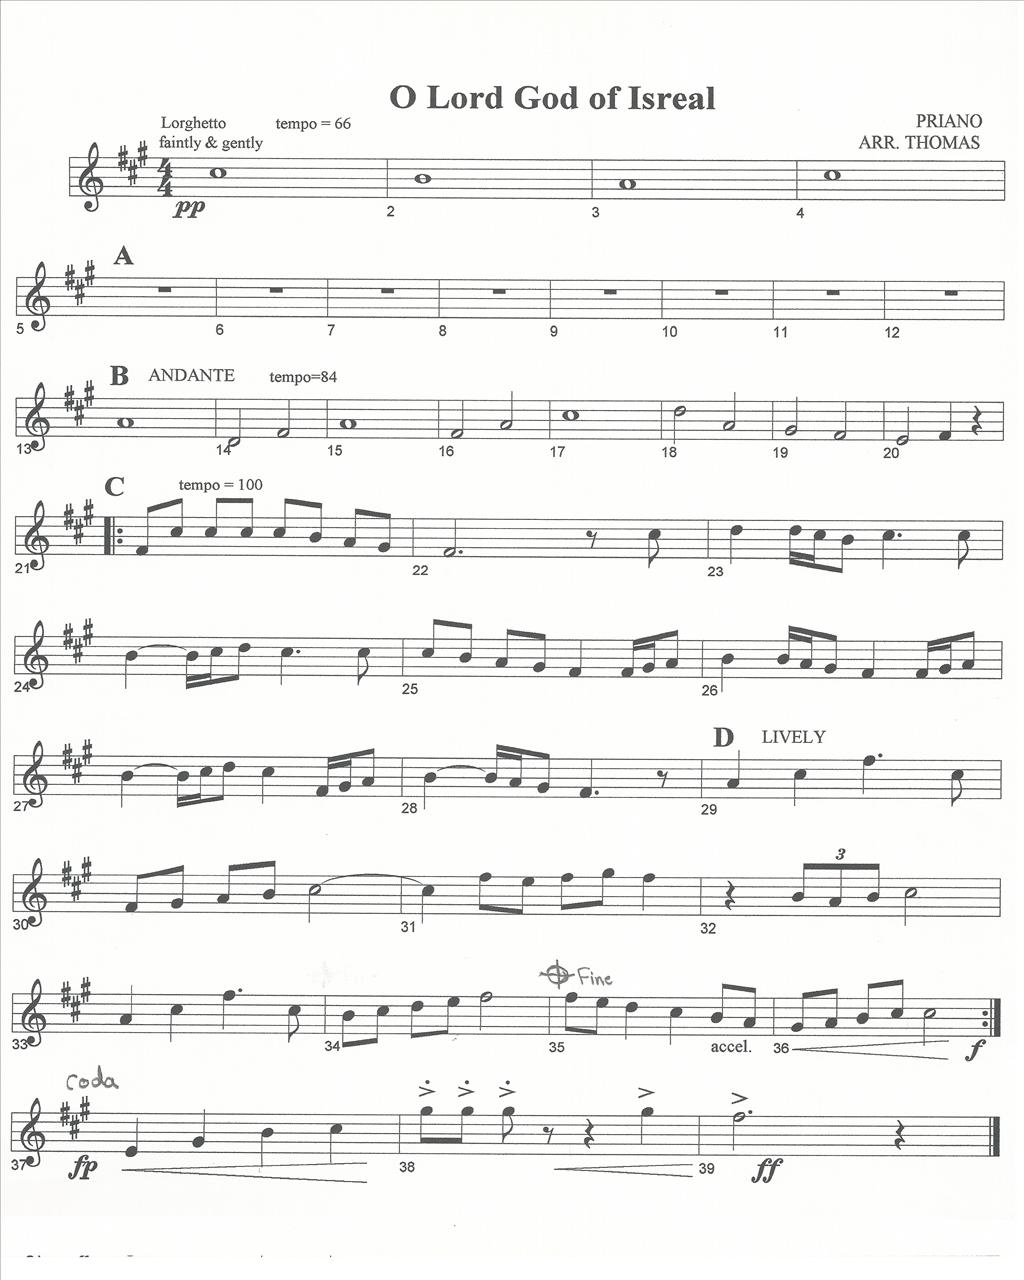 O Lord God of Isreal
Lorghetto tempo = 66 PRIANO
faintly & gently ARR. THOMAS
4
4
pp 2 3 4
A
5 6 7 8 9 10 11 12
B ANDANTE tempo=84
13 14 15 16 17 18 19 20
C tempo = 100
21 22 23
24 25 26
D LIVELY
27 28 29
3
30 31 32
Fine
33 34 35 accel. 36 f
coda
37 fp 38 39 ff